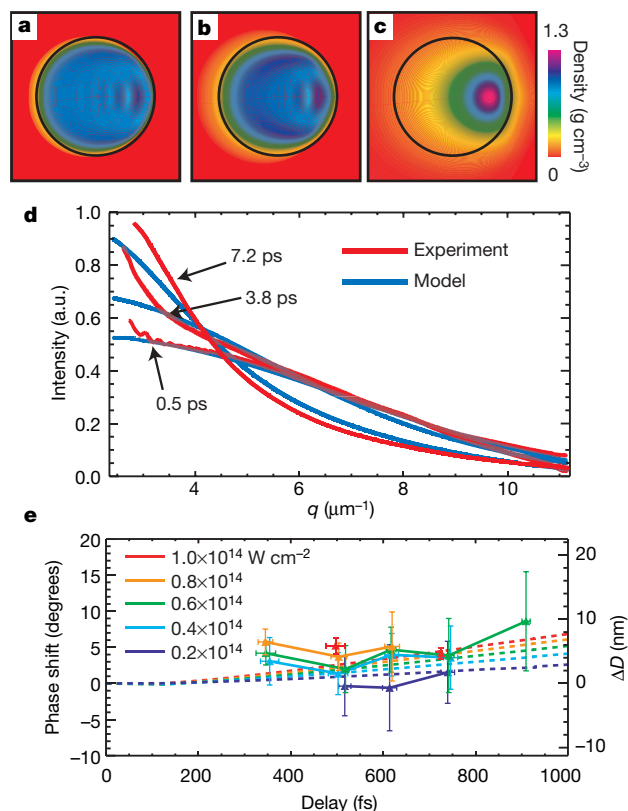 a
b
c
1.3
Density (g cm⁻³)
0
d
1.0
0.8
0.6
0.4
0.2
0.0
Intensity (a.u.)
7.2 ps
3.8 ps
0.5 ps
Experiment
Model
4
6
8
10
q (μm⁻¹)
e
20
15
10
5
0
−5
−10
Phase shift (degrees)
1.0×10¹⁴ W cm⁻²
0.8×10¹⁴
0.6×10¹⁴
0.4×10¹⁴
0.2×10¹⁴
20
10
0
−10
ΔD (nm)
0
200
400
600
800
1000
Delay (fs)